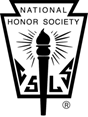 NATIONAL
HONOR SOCIETY
C S L S
®